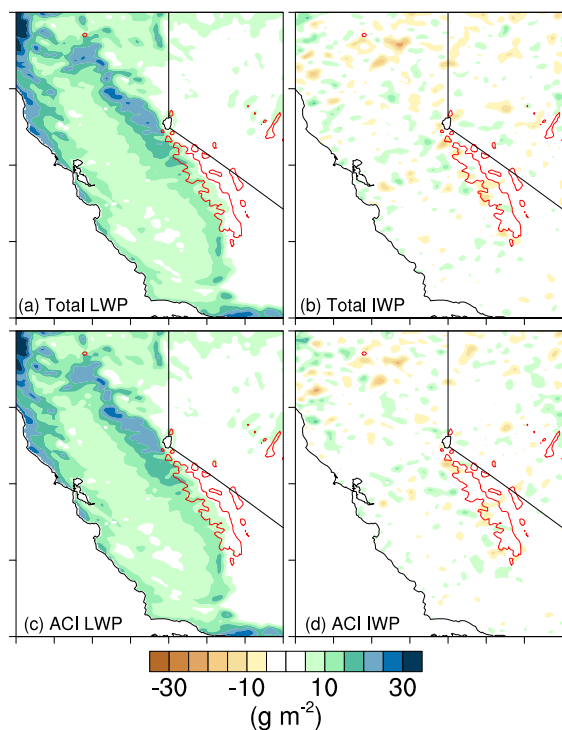 (a) Total LWP
(b) Total IWP
(c) ACI LWP
(d) ACI IWP
-30 -10 10 30
(g m-2)